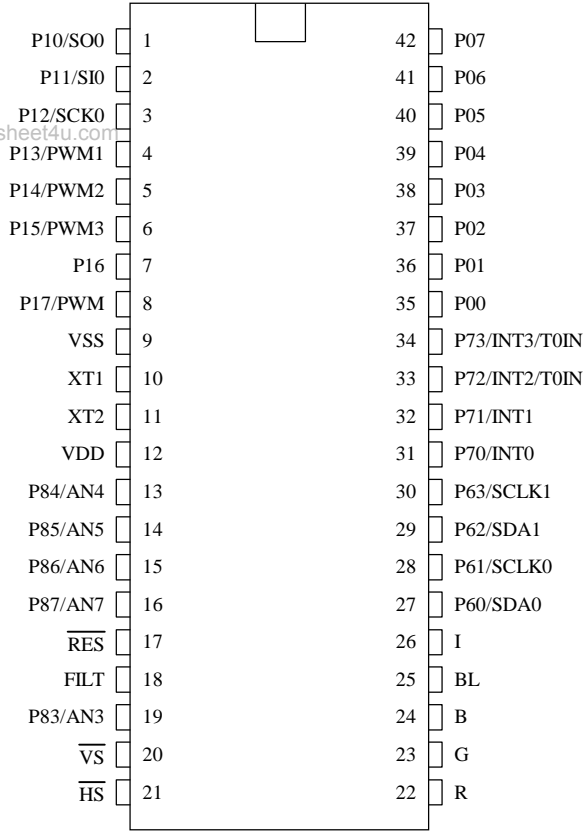 P10/SO0 1 42 P07
P11/SI0 2 41 P06
P12/SCK0 3 40 P05
sheet4u.com
P13/PWM1 4 39 P04
P14/PWM2 5 38 P03
P15/PWM3 6 37 P02
P16 7 36 P01
P17/PWM 8 35 P00
VSS 9 34 P73/INT3/T0IN
XT1 10 33 P72/INT2/T0IN
XT2 11 32 P71/INT1
VDD 12 31 P70/INT0
P84/AN4 13 30 P63/SCLK1
P85/AN5 14 29 P62/SDA1
P86/AN6 15 28 P61/SCLK0
P87/AN7 16 27 P60/SDA0
R̅E̅S̅ 17 26 I
FILT 18 25 BL
P83/AN3 19 24 B
V̅S̅ 20 23 G
H̅S̅ 21 22 R